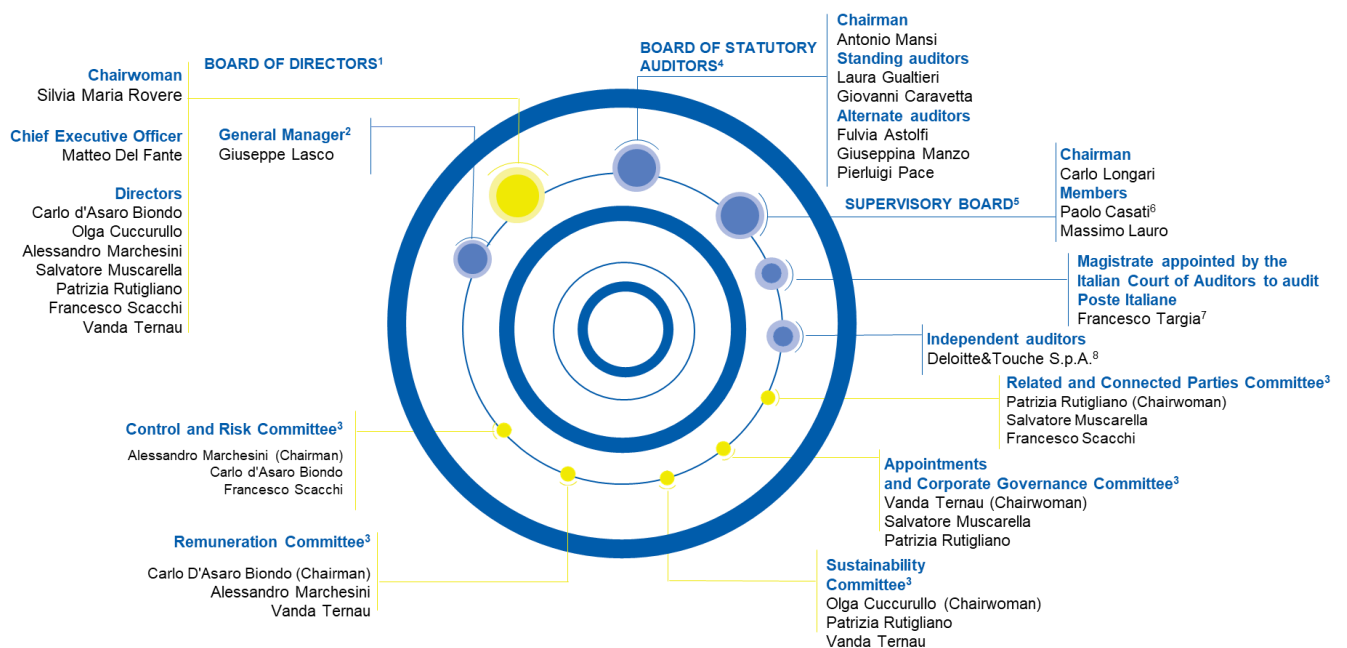 BOARD OF DIRECTORS¹
Chairwoman
Silvia Maria Rovere
Chief Executive Officer
Matteo Del Fante
Directors
Carlo d'Asaro Biondo
Olga Cuccurullo
Alessandro Marchesini
Salvatore Muscarella
Patrizia Rutigliano
Francesco Scacchi
Vanda Ternau
General Manager²
Giuseppe Lasco
BOARD OF STATUTORY
AUDITORS⁴
Chairman
Antonio Mansi
Standing auditors
Laura Gualtieri
Giovanni Caravetta
Alternate auditors
Fulvia Astolfi
Giuseppina Manzo
Pierluigi Pace
SUPERVISORY BOARD⁵
Chairman
Carlo Longari
Members
Paolo Casati⁶
Massimo Lauro
Magistrate appointed by the
Italian Court of Auditors to audit
Poste Italiane
Francesco Targia⁷
Independent auditors
Deloitte&Touche S.p.A.⁸
Related and Connected Parties Committee³
Patrizia Rutigliano (Chairwoman)
Salvatore Muscarella
Francesco Scacchi
Appointments
and Corporate Governance Committee³
Vanda Ternau (Chairwoman)
Salvatore Muscarella
Patrizia Rutigliano
Sustainability
Committee³
Olga Cuccurullo (Chairwoman)
Patrizia Rutigliano
Vanda Ternau
Control and Risk Committee³
Alessandro Marchesini (Chairman)
Carlo d'Asaro Biondo
Francesco Scacchi
Remuneration Committee³
Carlo D'Asaro Biondo (Chairman)
Alessandro Marchesini
Vanda Ternau